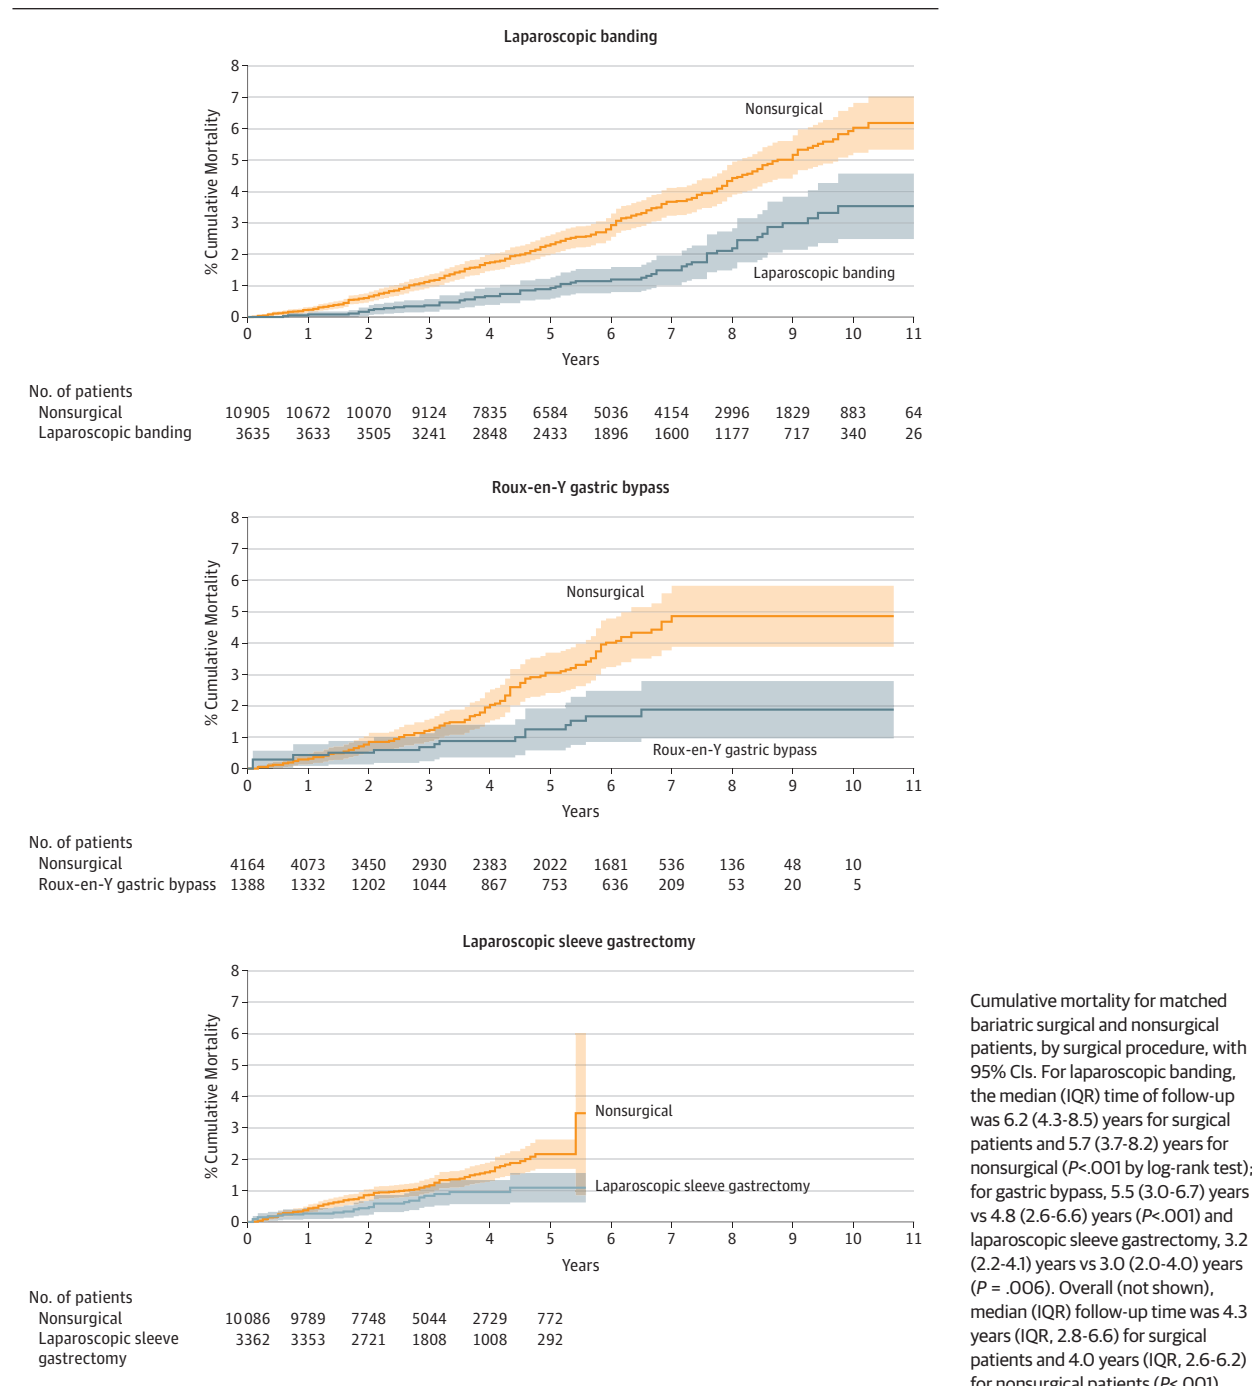 Laparoscopic banding
8
7
6
5
4
3
2
1
0
% Cumulative Mortality
Nonsurgical
Laparoscopic banding
0 1 2 3 4 5 6 7 8 9 10 11
Years
No. of patients
Nonsurgical 10905 10672 10070 9124 7835 6584 5036 4154 2996 1829 883 64
Laparoscopic banding 3635 3633 3505 3241 2848 2433 1896 1600 1177 717 340 26
Roux-en-Y gastric bypass
8
7
6
5
4
3
2
1
0
% Cumulative Mortality
Nonsurgical
Roux-en-Y gastric bypass
0 1 2 3 4 5 6 7 8 9 10 11
Years
No. of patients
Nonsurgical 4164 4073 3450 2930 2383 2022 1681 536 136 48 10
Roux-en-Y gastric bypass 1388 1332 1202 1044 867 753 636 209 53 20 5
Laparoscopic sleeve gastrectomy
8
7
6
5
4
3
2
1
0
% Cumulative Mortality
Nonsurgical
Laparoscopic sleeve gastrectomy
0 1 2 3 4 5 6 7 8 9 10 11
Years
No. of patients
Nonsurgical 10086 9789 7748 5044 2729 772
Laparoscopic sleeve 3362 3353 2721 1808 1008 292
gastrectomy
Cumulative mortality for matched
bariatric surgical and nonsurgical
patients, by surgical procedure, with
95% CIs. For laparoscopic banding,
the median (IQR) time of follow-up
was 6.2 (4.3-8.5) years for surgical
patients and 5.7 (3.7-8.2) years for
nonsurgical (P<.001 by log-rank test);
for gastric bypass, 5.5 (3.0-6.7) years
vs 4.8 (2.6-6.6) years (P<.001) and
laparoscopic sleeve gastrectomy, 3.2
(2.2-4.1) years vs 3.0 (2.0-4.0) years
(P = .006). Overall (not shown),
median (IQR) follow-up time was 4.3
years (IQR, 2.8-6.6) for surgical
patients and 4.0 years (IQR, 2.6-6.2)
for nonsurgical patients (P<.001)